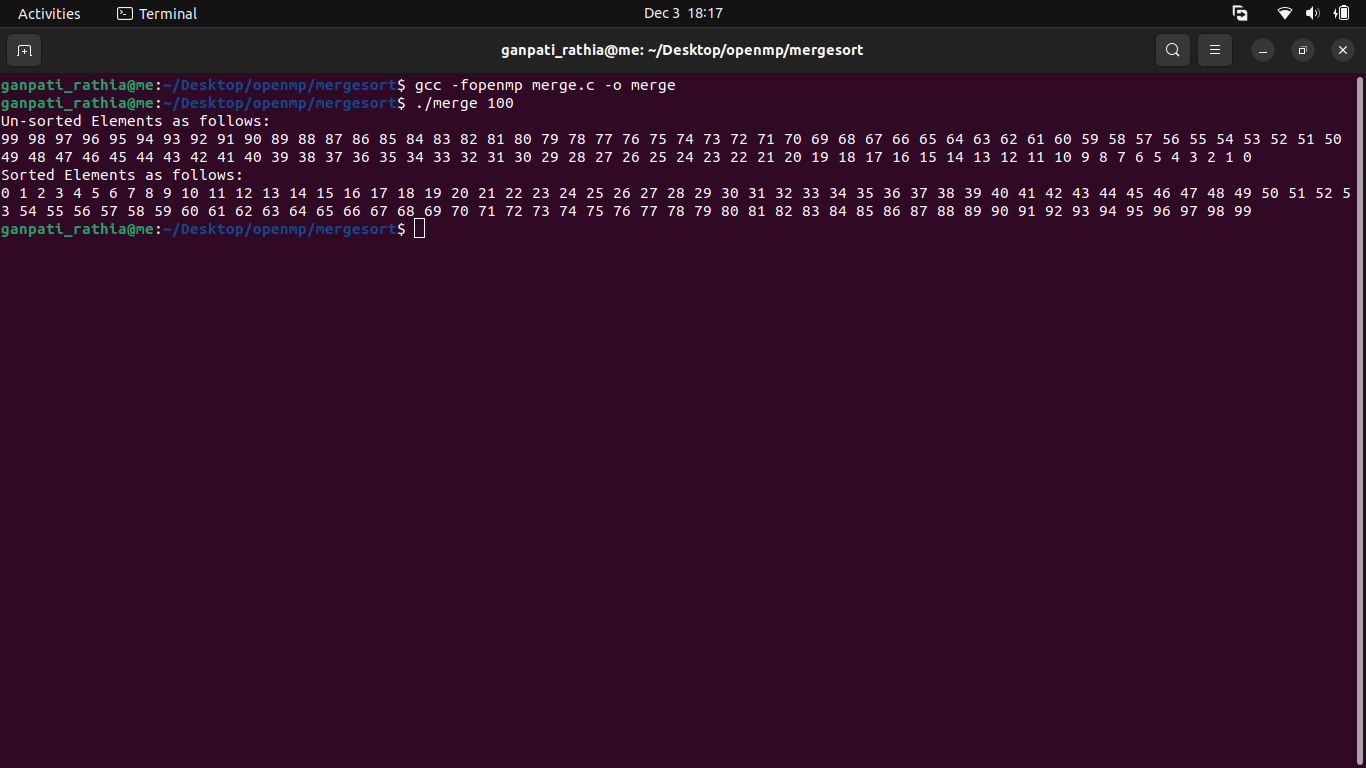 Activities Terminal Dec 3 18:17
ganpati_rathia@me: ~/Desktop/openmp/mergesort
ganpati_rathia@me:~/Desktop/openmp/mergesort$ gcc -fopenmp merge.c -o merge
ganpati_rathia@me:~/Desktop/openmp/mergesort$ ./merge 100
Un-sorted Elements as follows:
99 98 97 96 95 94 93 92 91 90 89 88 87 86 85 84 83 82 81 80 79 78 77 76 75 74 73 72 71 70 69 68 67 66 65 64 63 62 61 60 59 58 57 56 55 54 53 52 51 50
49 48 47 46 45 44 43 42 41 40 39 38 37 36 35 34 33 32 31 30 29 28 27 26 25 24 23 22 21 20 19 18 17 16 15 14 13 12 11 10 9 8 7 6 5 4 3 2 1 0
Sorted Elements as follows:
0 1 2 3 4 5 6 7 8 9 10 11 12 13 14 15 16 17 18 19 20 21 22 23 24 25 26 27 28 29 30 31 32 33 34 35 36 37 38 39 40 41 42 43 44 45 46 47 48 49 50 51 52 5
3 54 55 56 57 58 59 60 61 62 63 64 65 66 67 68 69 70 71 72 73 74 75 76 77 78 79 80 81 82 83 84 85 86 87 88 89 90 91 92 93 94 95 96 97 98 99
ganpati_rathia@me:~/Desktop/openmp/mergesort$